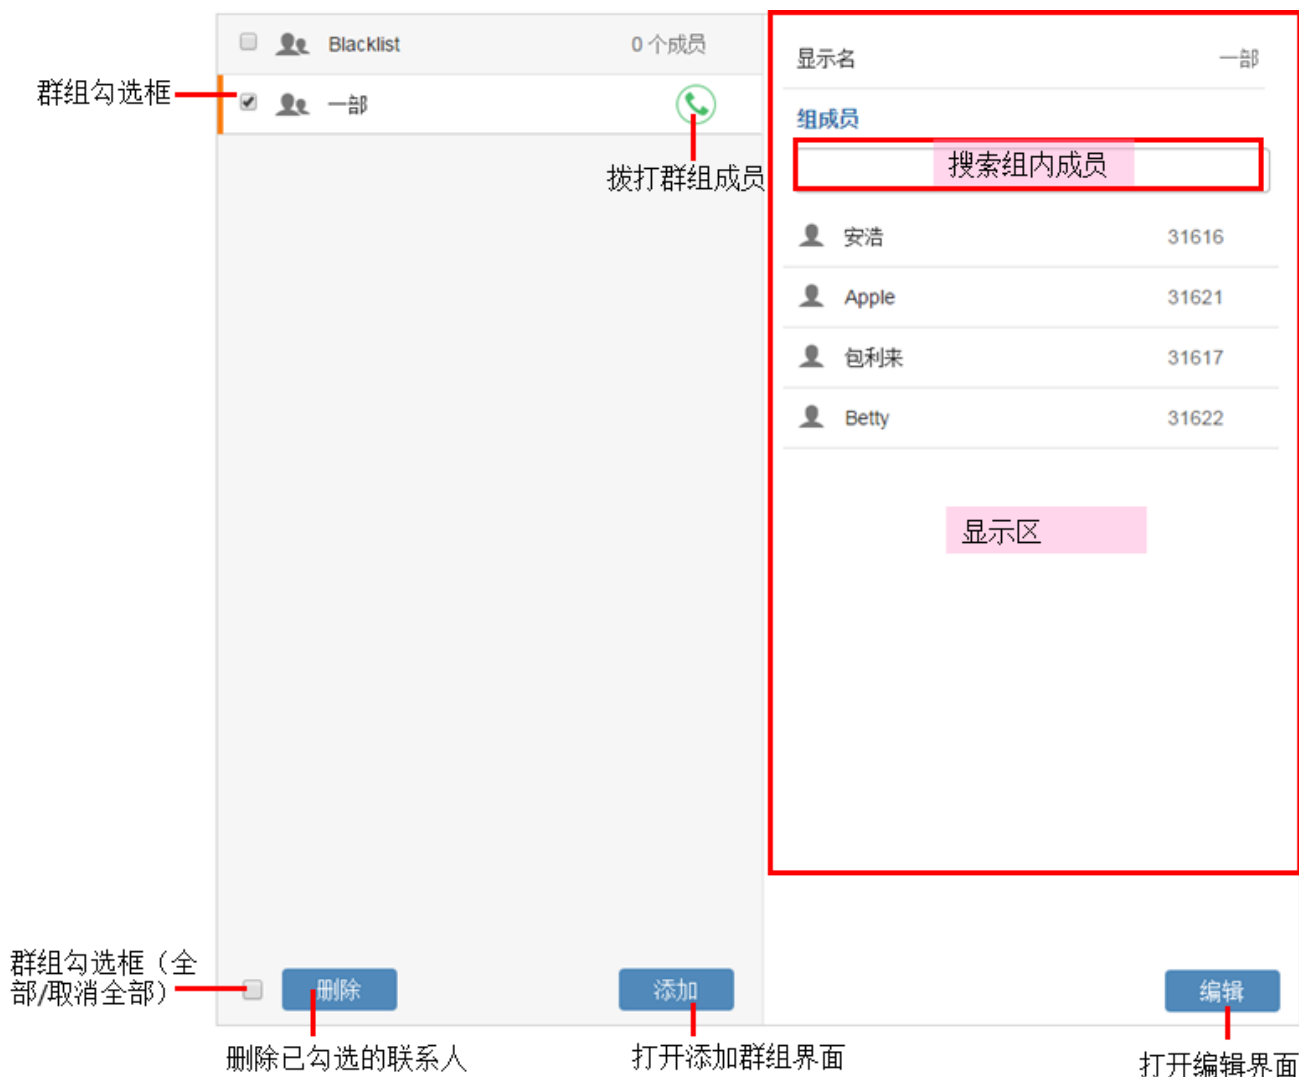 Blacklist 0 个成员
群组勾选框
一部
拨打群组成员
显示名 一部
组成员
搜索组内成员
安浩 31616
Apple 31621
包利来 31617
Betty 31622
显示区
群组勾选框（全
部/取消全部）
删除
添加
编辑
删除已勾选的联系人
打开添加群组界面
打开编辑界面